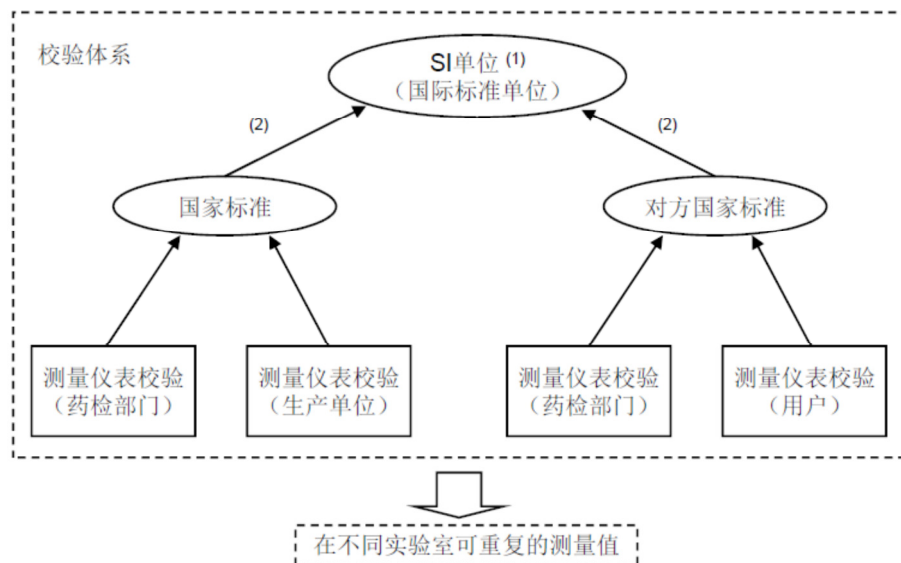 校验体系
SI单位 (1)
（国际标准单位）
(2)
(2)
国家标准
对方国家标准
测量仪表校验
（药检部门）
测量仪表校验
（生产单位）
测量仪表校验
（药检部门）
测量仪表校验
（用户）
在不同实验室可重复的测量值